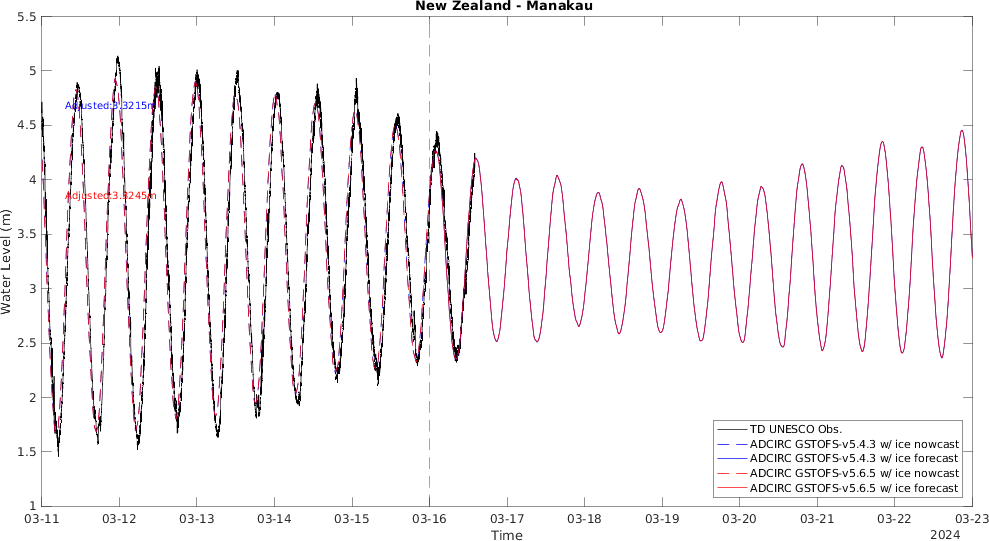 New Zealand - Manakau
5.5
5
4.5
4
3.5
3
2.5
2
1.5
1
Water Level (m)
Adjusted:3.3215m
Adjusted:3.3245m
TD UNESCO Obs.
ADCIRC GSTOFS-v5.4.3 w/ ice nowcast
ADCIRC GSTOFS-v5.4.3 w/ ice forecast
ADCIRC GSTOFS-v5.6.5 w/ ice nowcast
ADCIRC GSTOFS-v5.6.5 w/ ice forecast
03-11 03-12 03-13 03-14 03-15 03-16 03-17 03-18 03-19 03-20 03-21 03-22 03-23
Time
2024